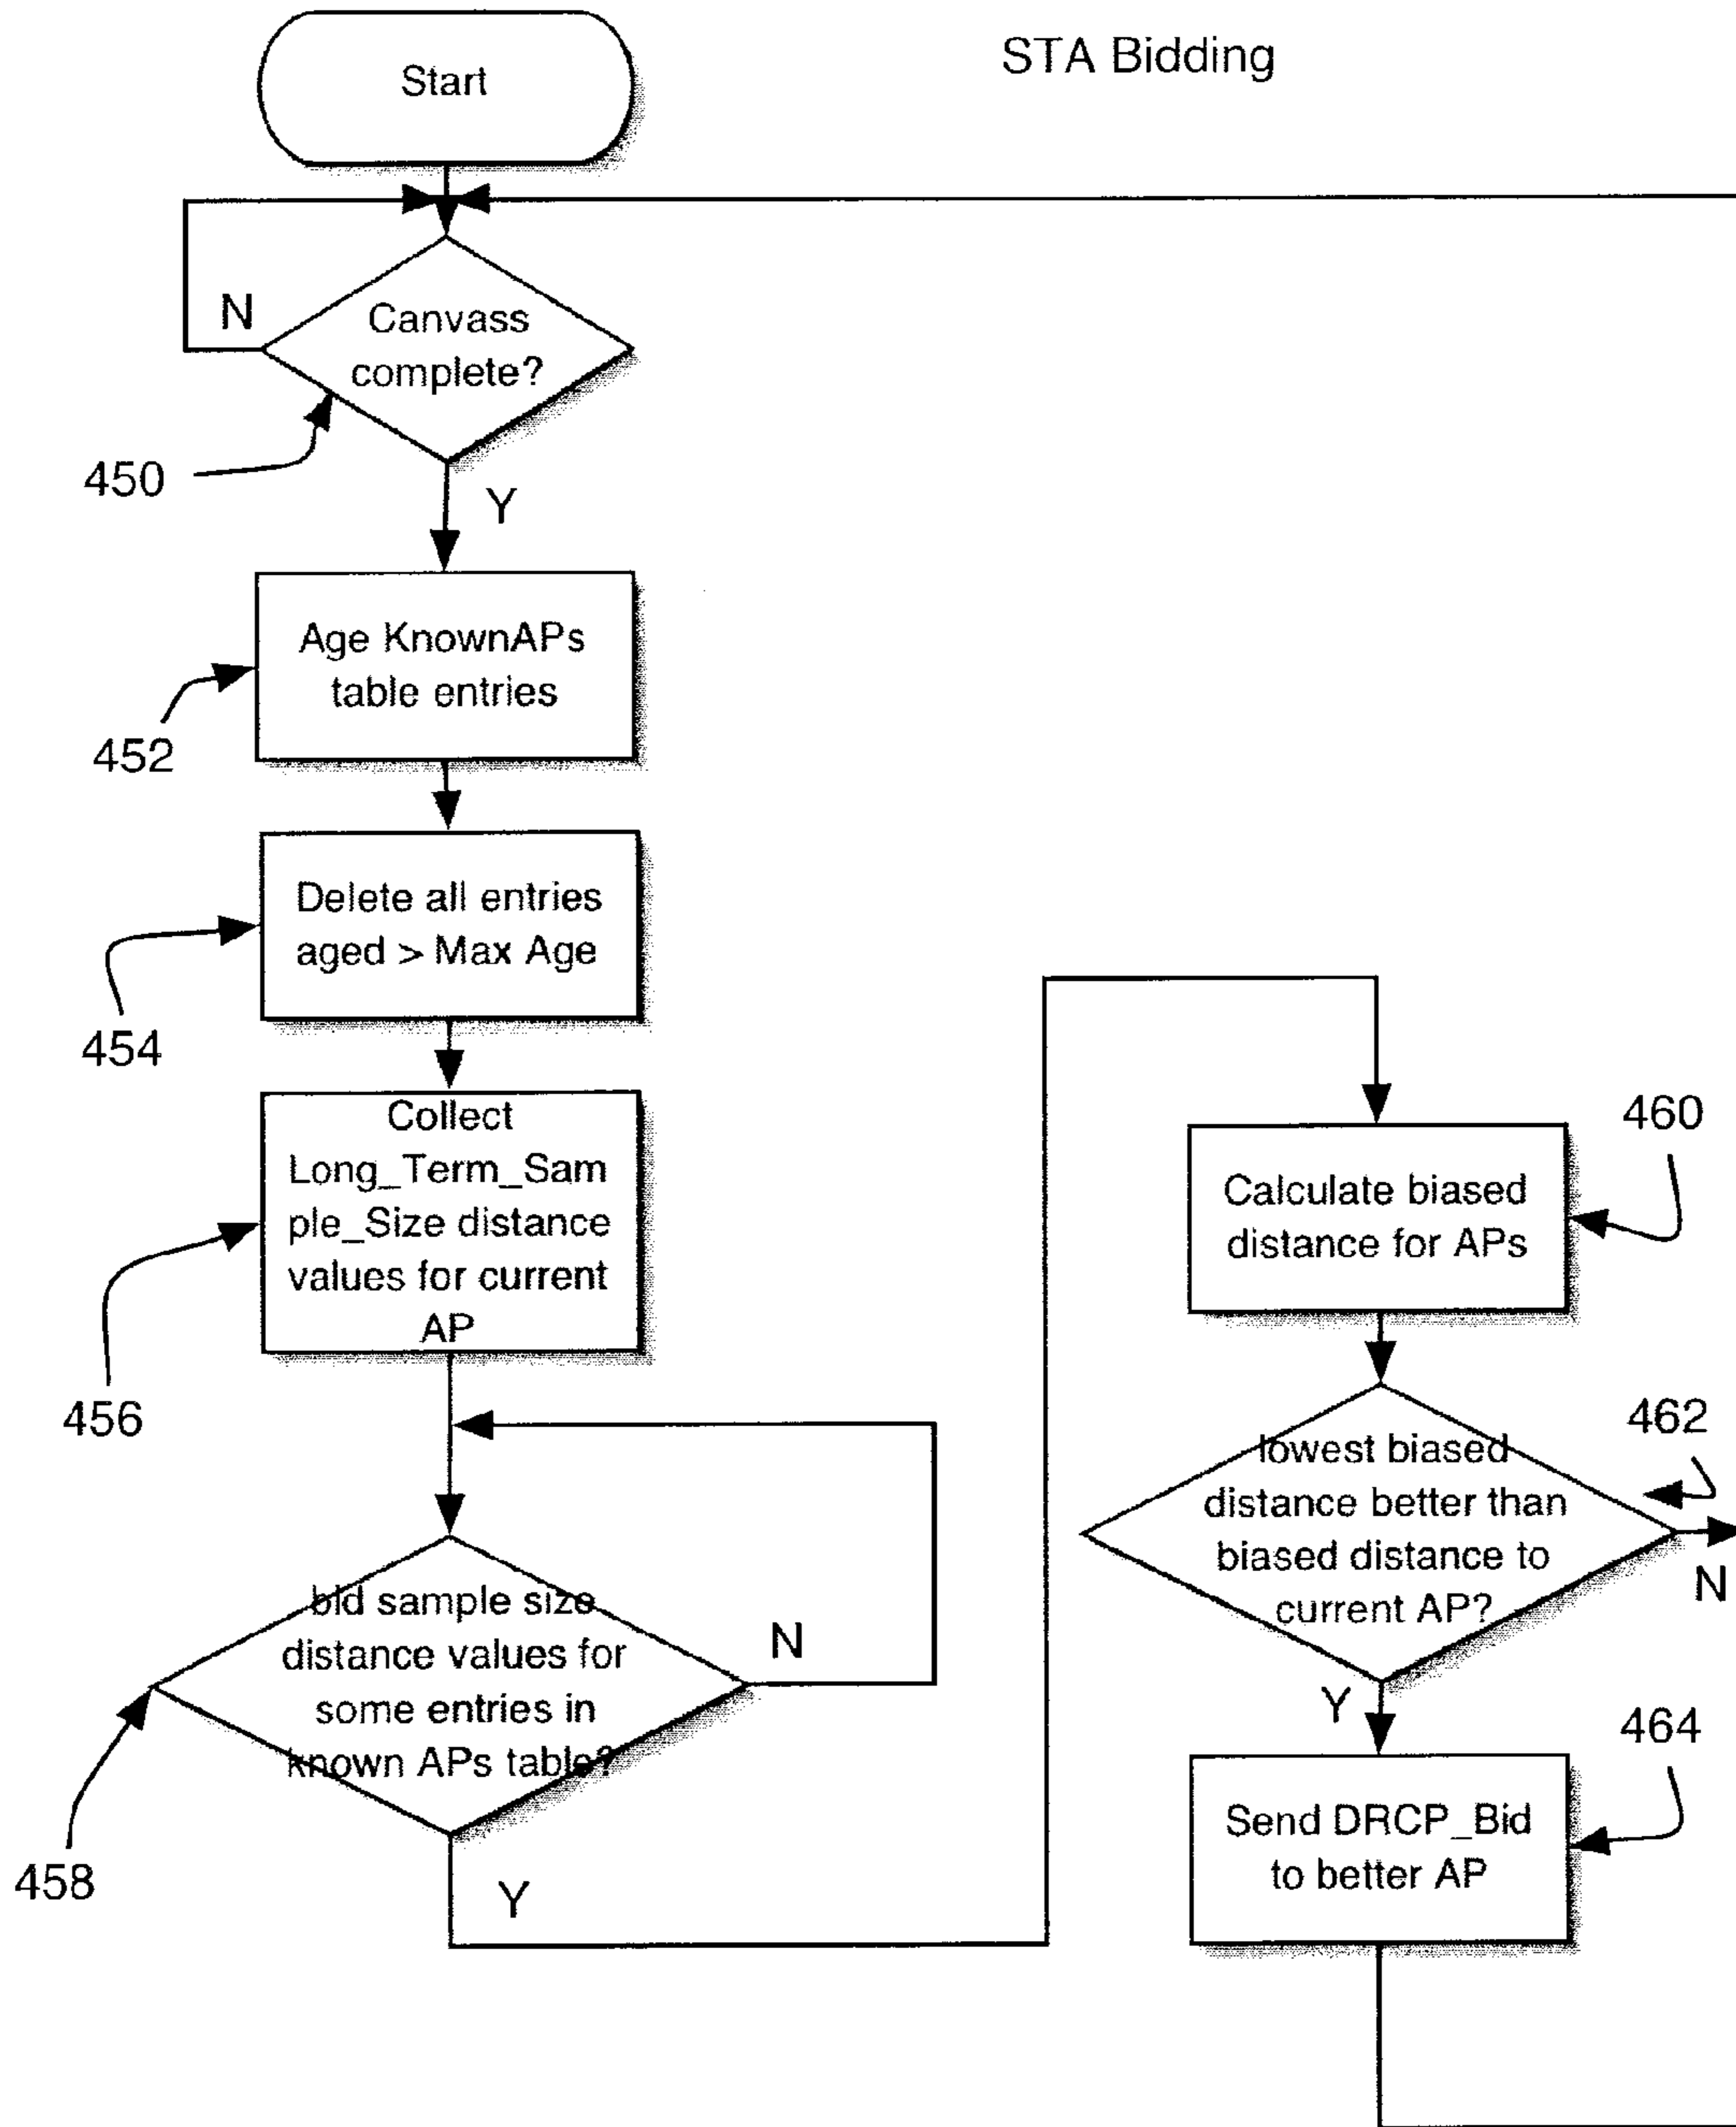 STA Bidding
Start
Canvass
complete?
N
450
Y
Age KnownAPs
table entries
452
Delete all entries
aged > Max Age
454
Collect
Long_Term_Sam
ple_Size distance
values for current
AP
456
bid sample size
distance values for
some entries in
known APs table?
N
458
Y
Calculate biased
distance for APs
460
lowest biased
distance better than
biased distance to
current AP?
462
N
Y
Send DRCP_Bid
to better AP
464